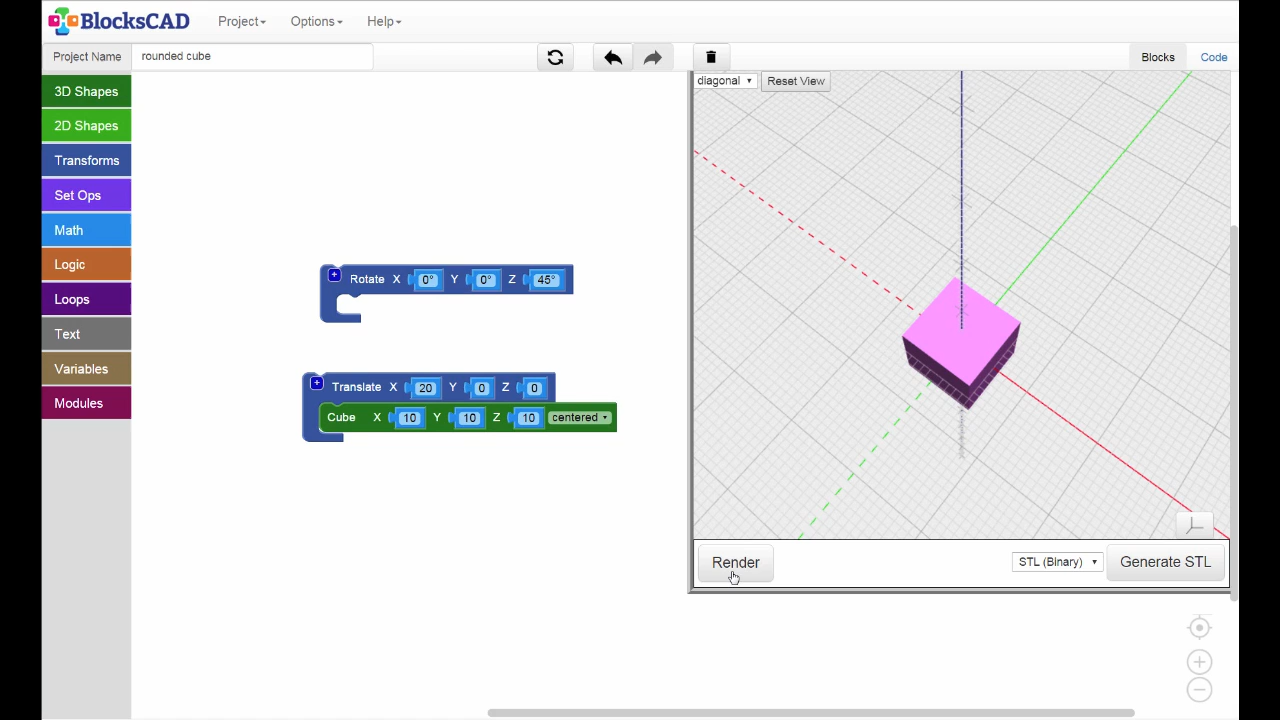 BlocksCAD Project Options Help
Project Name rounded cube Blocks Code
diagonal Reset View
3D Shapes
2D Shapes
Transforms
Set Ops
Math
Logic
Loops
Text
Variables
Modules
+ Rotate X 0° Y 0° Z 45°
+ Translate X 20 Y 0 Z 0
Cube X 10 Y 10 Z 10 centered
Render STL (Binary) Generate STL